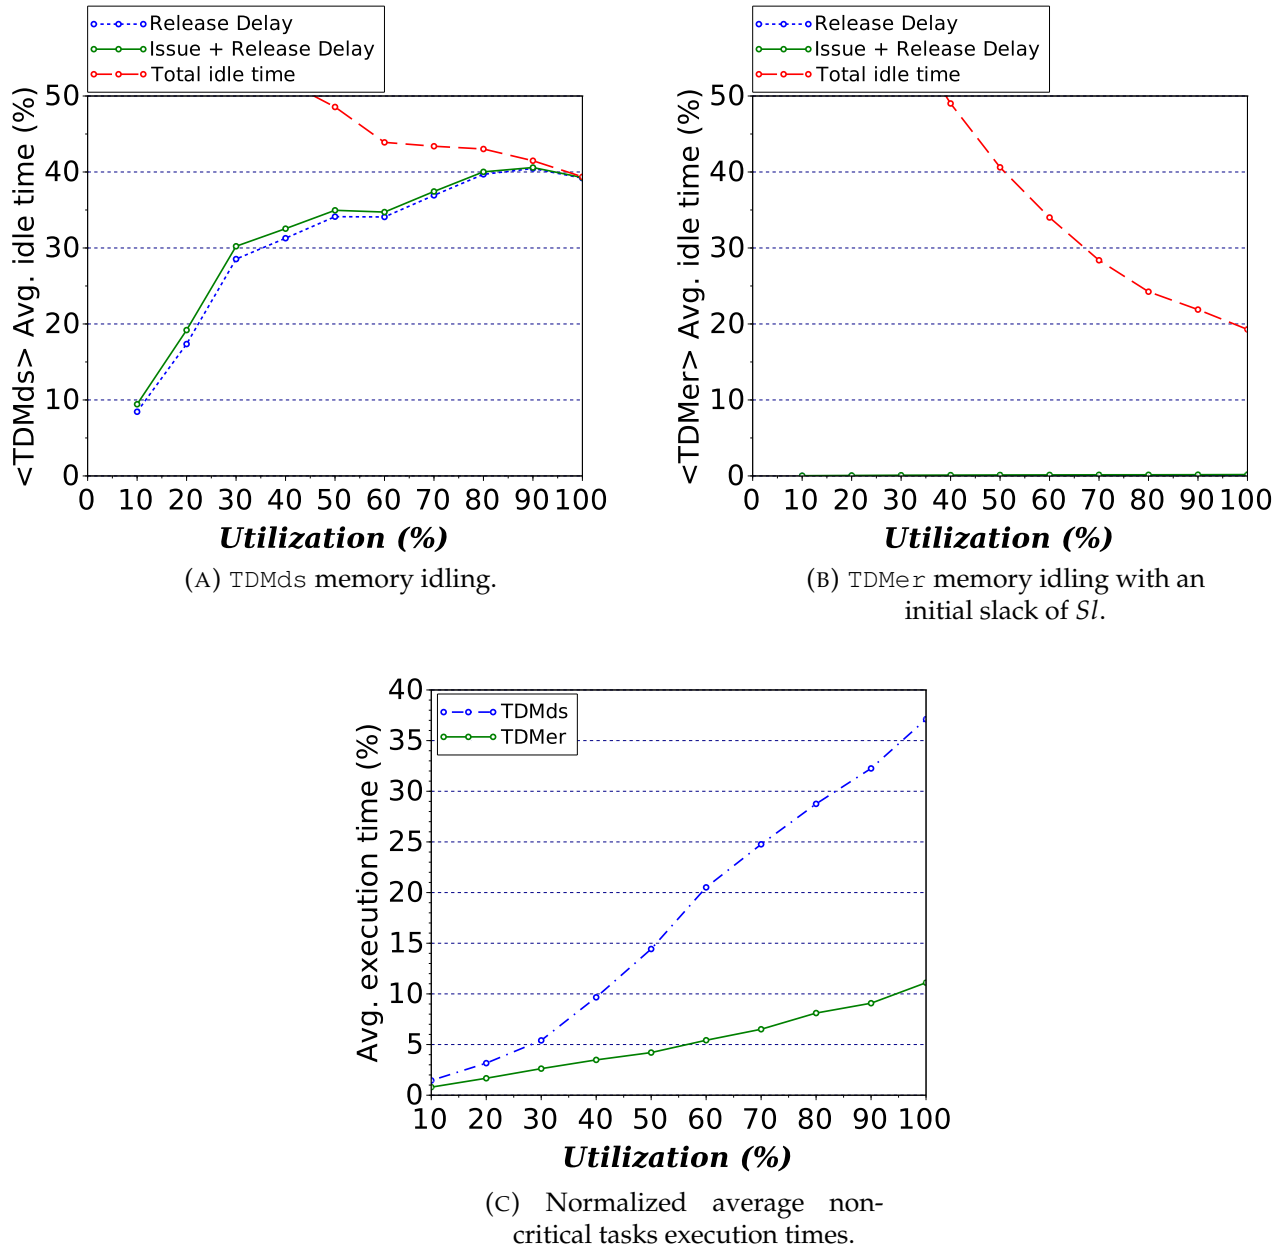 Release Delay
Issue + Release Delay
Total idle time
<TDMds> Avg. idle time (%)
50
40
30
20
10
0
0 10 20 30 40 50 60 70 80 90 100
Utilization (%)
(A) TDMds memory idling.
Release Delay
Issue + Release Delay
Total idle time
<TDMer> Avg. idle time (%)
50
40
30
20
10
0
0 10 20 30 40 50 60 70 80 90 100
Utilization (%)
(B) TDMer memory idling with an
initial slack of Sl.
TDMds
TDMer
Avg. execution time (%)
40
35
30
25
20
15
10
5
0
10 20 30 40 50 60 70 80 90 100
Utilization (%)
(C) Normalized average non-
critical tasks execution times.